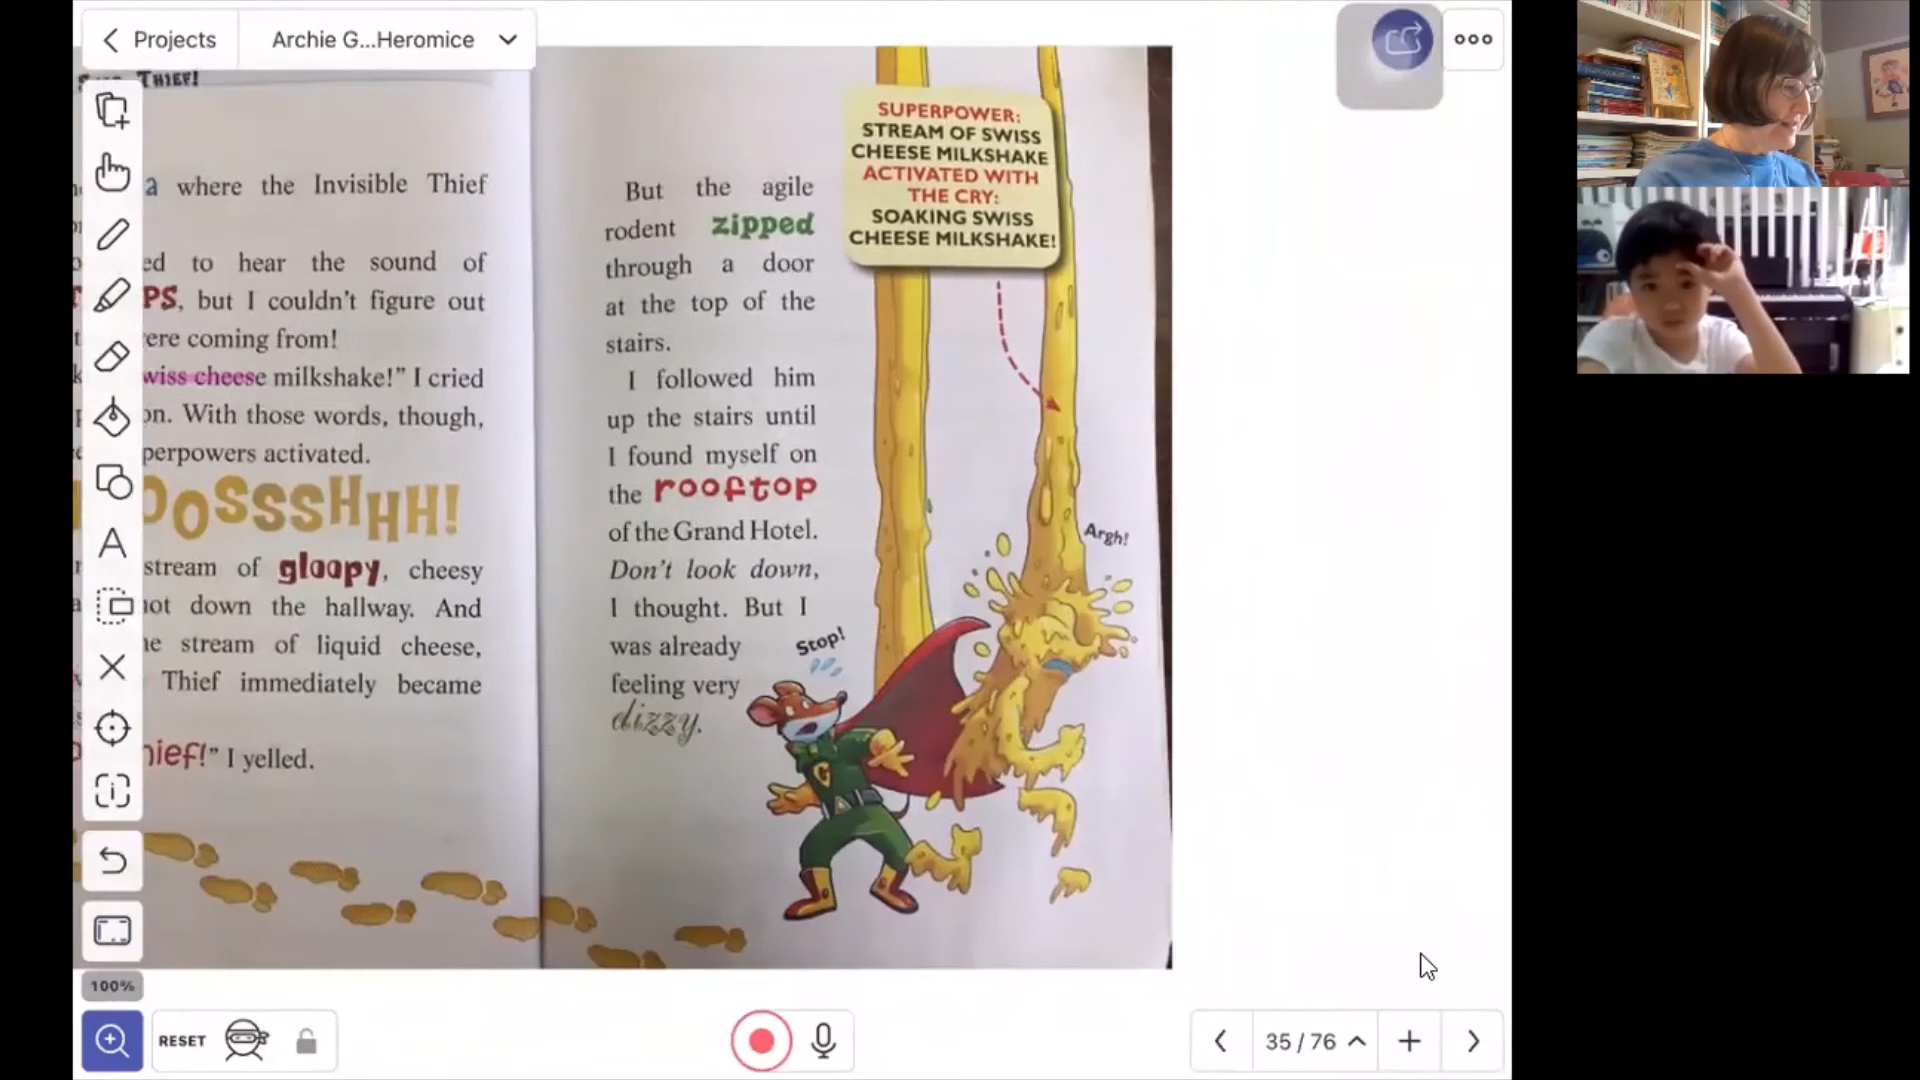 Projects
Archie G...Heromice
THIEF!
a where the Invisible Thief
ed to hear the sound of
PS, but I couldn't figure out
ere coming from!
wiss cheese milkshake!" I cried
on. With those words, though,
perpowers activated.
OOSSSHHH!
stream of gloopy, cheesy
ot down the hallway. And
he stream of liquid cheese,
Thief immediately became
hief!" I yelled.
But the agile
rodent zipped
through a door
at the top of the
stairs.
I followed him
up the stairs until
I found myself on
the rooftop
of the Grand Hotel.
Don't look down,
I thought. But I
was already
feeling very
dizzy.
SUPERPOWER:
STREAM OF SWISS
CHEESE MILKSHAKE
ACTIVATED WITH
THE CRY:
SOAKING SWISS
CHEESE MILKSHAKE!
Argh!
Stop!
G
100%
RESET
35 / 76